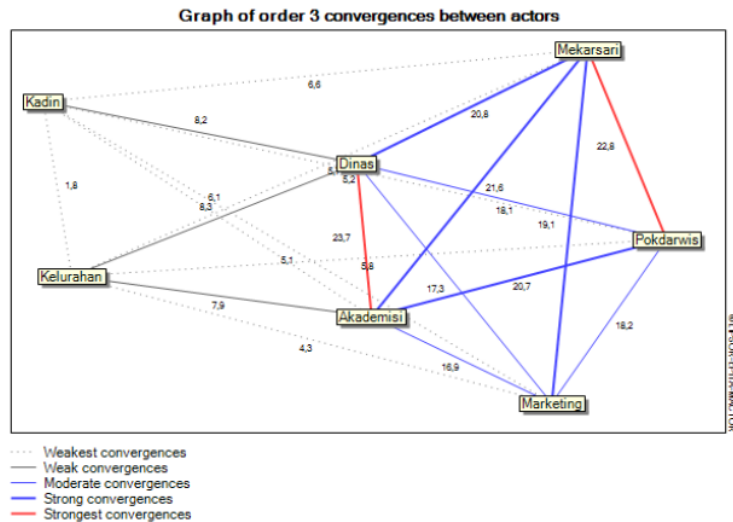 Graph of order 3 convergences between actors
Mekarsari
6,6
Kadin
8,2
20,8
22,8
Dinas
5,2
1,8
6,1
8,3
21,6
18,1
19,1
23,7
Pokdarwis
5,1
5,8
Kelurahan
17,3
20,7
7,9
Akademisi
18,2
4,3
16,9
Marketing
Weakest convergences
Weak convergences
Moderate convergences
Strong convergences
Strongest convergences